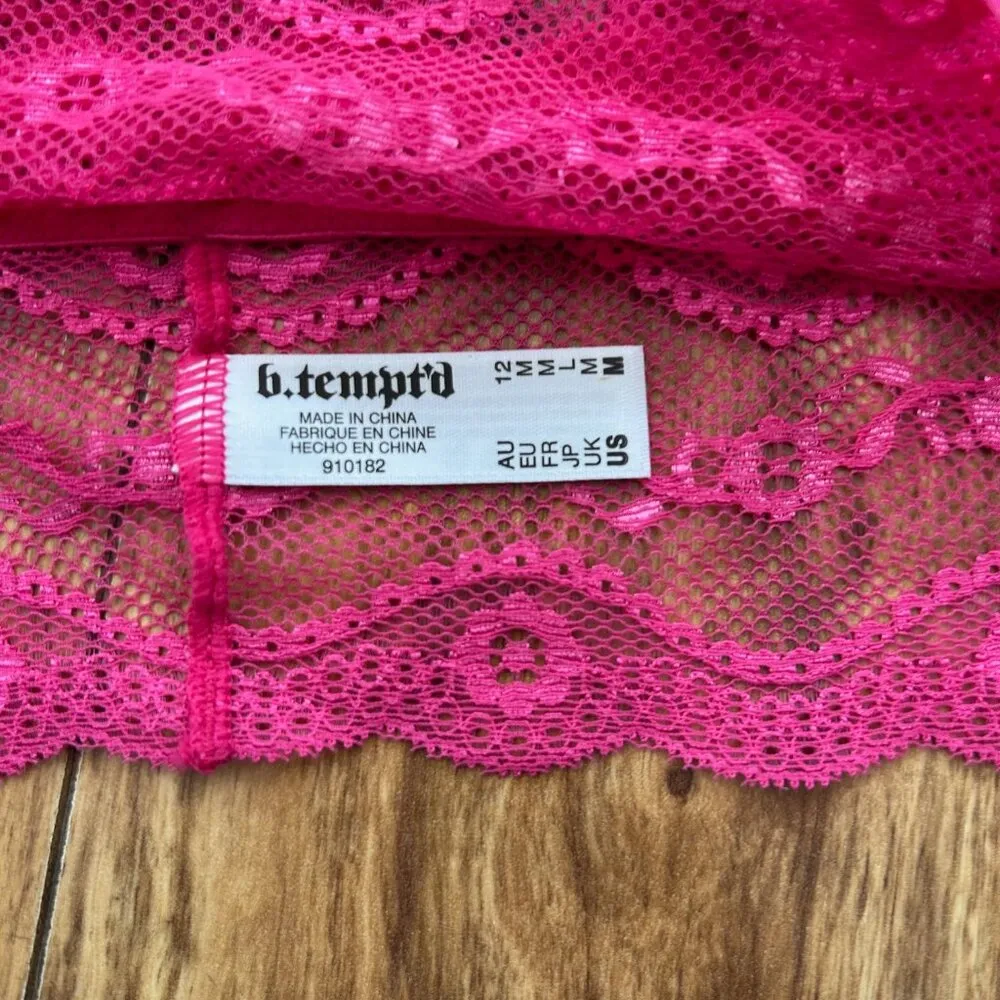 b.tempt'd
MADE IN CHINA
FABRIQUE EN CHINE
HECHO EN CHINA
910182
AU 12
EU M
FR M
JP L
UK M
US M